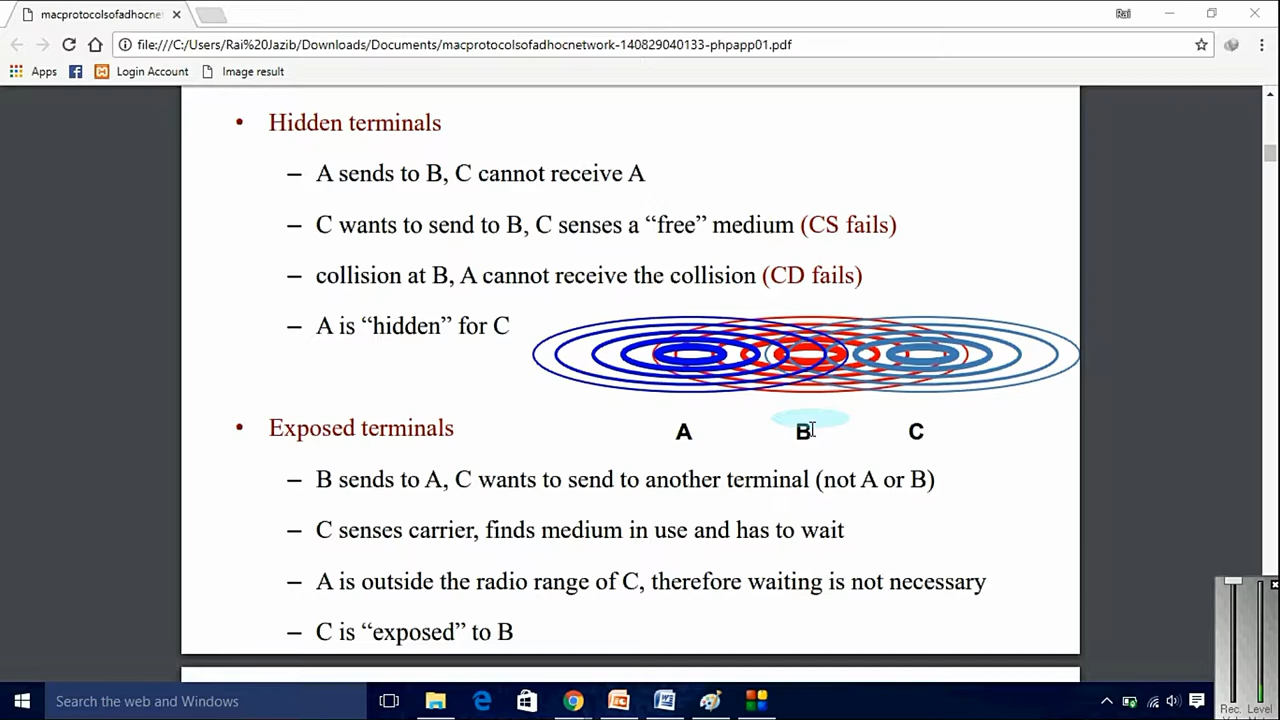 macprotocolsofadhocne
Rai
file:///C:/Users/Rai%20Jazib/Downloads/Documents/macprotocolsofadhocnetwork-140829040133-phpapp01.pdf
Apps
Login Account
Image result
• Hidden terminals
– A sends to B, C cannot receive A
– C wants to send to B, C senses a “free” medium (CS fails)
– collision at B, A cannot receive the collision (CD fails)
– A is “hidden” for C
A B C
• Exposed terminals
– B sends to A, C wants to send to another terminal (not A or B)
– C senses carrier, finds medium in use and has to wait
– A is outside the radio range of C, therefore waiting is not necessary
– C is “exposed” to B
Search the web and Windows
Rec. Level